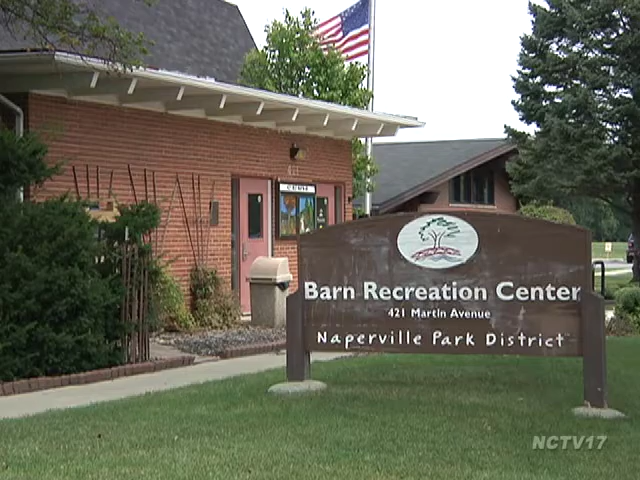 Barn Recreation Center
421 Martin Avenue
Naperville Park District
NCTV17